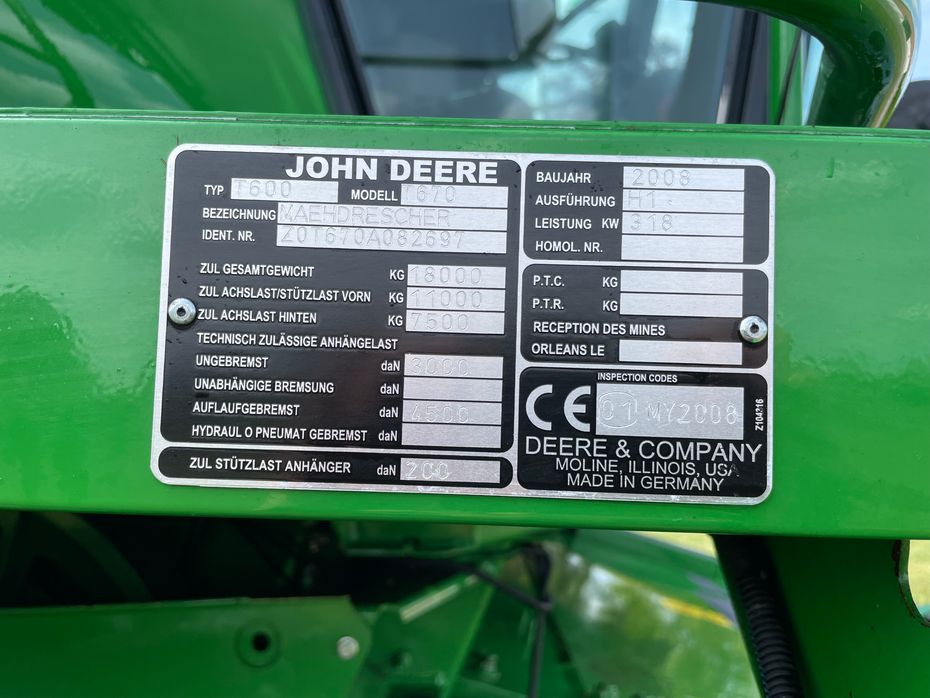 JOHN DEERE
TYP T600 MODELL T670
BEZEICHNUNG MAEHDRESCHER
IDENT. NR. Z0T670A082697
ZUL GESAMTGEWICHT KG 18000
ZUL ACHSLAST/STÜTZLAST VORN KG 11000
ZUL ACHSLAST HINTEN KG 7500
TECHNISCH ZULÄSSIGE ANHÄNGELAST
UNGEBREMST daN 3000
UNABHÄNGIGE BREMSUNG daN
AUFLAUFGEBREMST daN 4500
HYDRAUL O PNEUMAT GEBREMST daN
ZUL STÜTZLAST ANHÄNGER daN 200
BAUJAHR 2008
AUSFÜHRUNG H1
LEISTUNG KW 318
HOMOL. NR.
P.T.C. KG
P.T.R. KG
RECEPTION DES MINES
ORLEANS LE
INSPECTION CODES
CE 01 MY2008
Z104216
DEERE & COMPANY
MOLINE, ILLINOIS, USA
MADE IN GERMANY